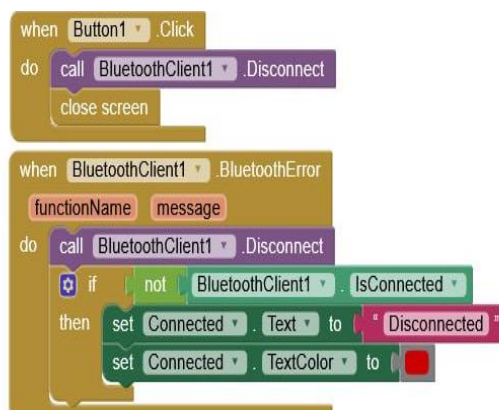 when Button1 .Click
do call BluetoothClient1 .Disconnect
close screen
when BluetoothClient1 .BluetoothError
functionName message
do call BluetoothClient1 .Disconnect
if not BluetoothClient1 . IsConnected
then set Connected . Text to " Disconnected "
set Connected . TextColor to